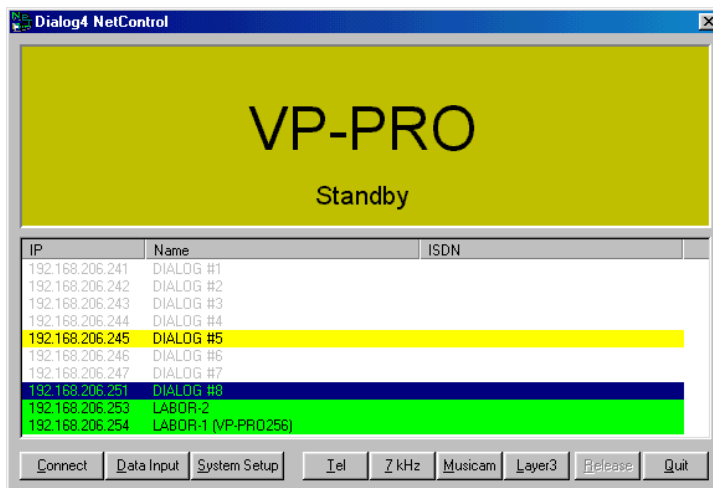 Dialog4 NetControl
VP-PRO
Standby
IP Name ISDN
192.168.206.241 DIALOG #1
192.168.206.242 DIALOG #2
192.168.206.243 DIALOG #3
192.168.206.244 DIALOG #4
192.168.206.245 DIALOG #5
192.168.206.246 DIALOG #6
192.168.206.247 DIALOG #7
192.168.206.251 DIALOG #8
192.168.206.253 LABOR-2
192.168.206.254 LABOR-1 (VP-PRO256)
Connect Data Input System Setup Tel 7 kHz Musicam Layer3 Release Quit